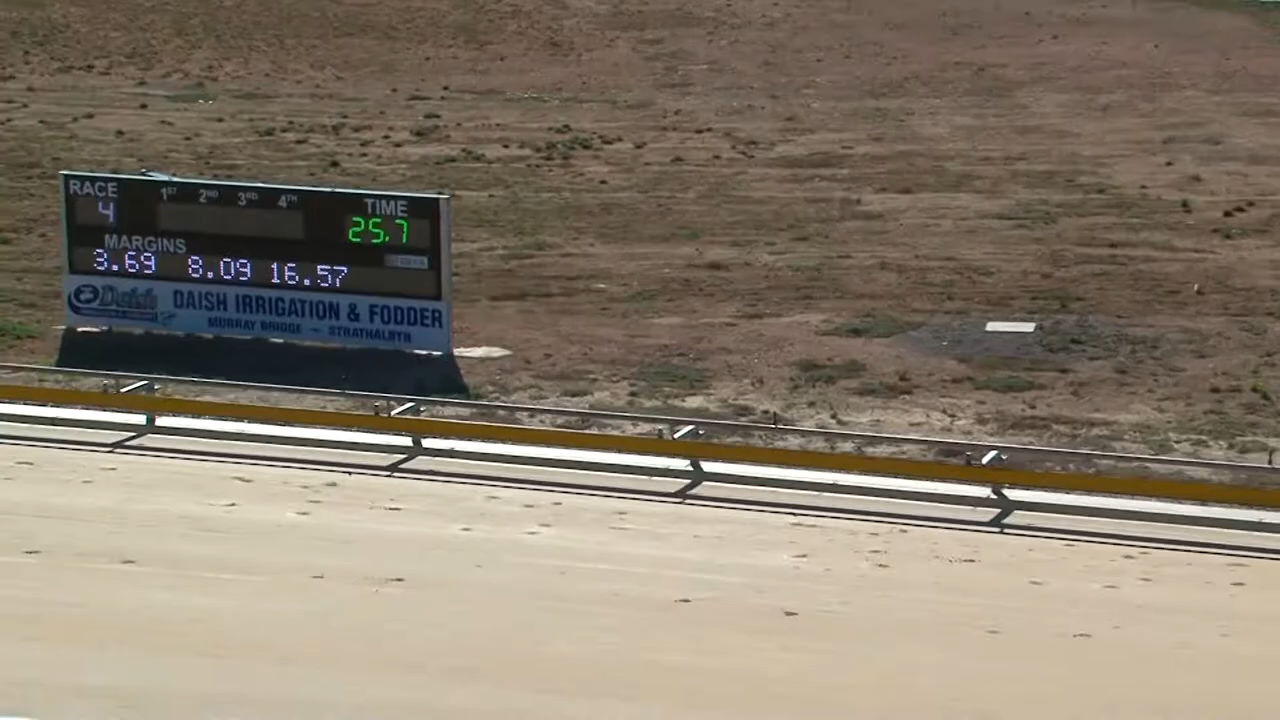 RACE 1ST 2ND 3RD 4TH TIME
4 25.7
MARGINS
3.69 8.09 16.57
Daish DAISH IRRIGATION & FODDER
MURRAY BRIDGE ~ STRATHALBYN